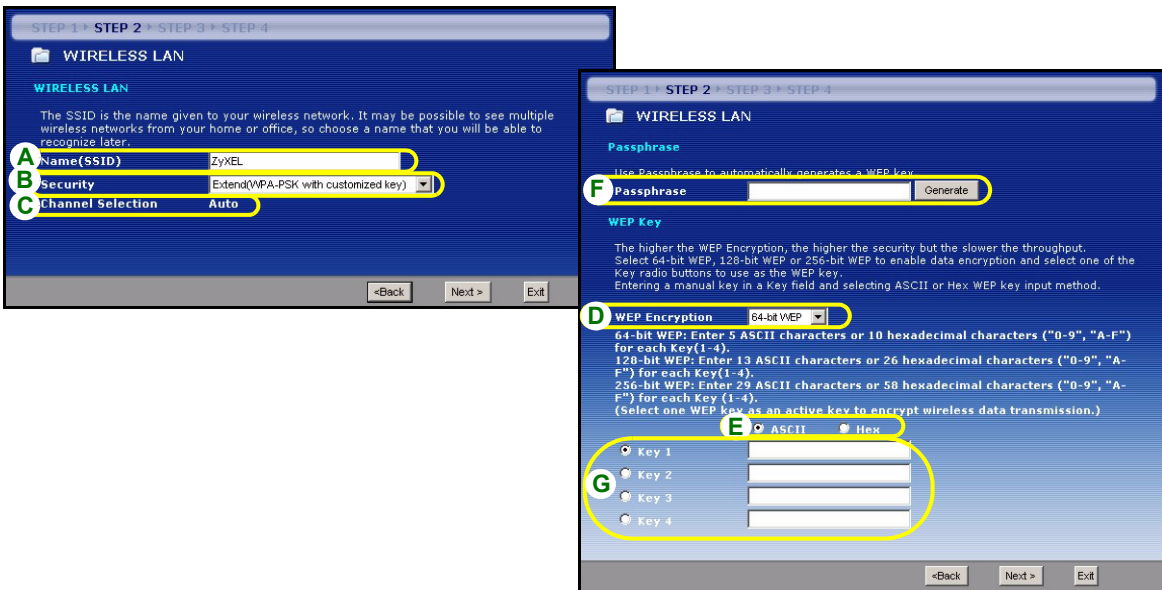 STEP 1 › STEP 2 › STEP 3 › STEP 4
WIRELESS LAN
WIRELESS LAN
The SSID is the name given to your wireless network. It may be possible to see multiple
wireless networks from your home or office, so choose a name that you will be able to
recognize later.
A Name(SSID) ZyXEL
B Security Extend(WPA-PSK with customized key)
C Channel Selection Auto
<Back Next > Exit
STEP 1 › STEP 2 › STEP 3 › STEP 4
WIRELESS LAN
Passphrase
Use Passphrase to automatically generates a WEP key
F Passphrase Generate
WEP Key
The higher the WEP Encryption, the higher the security but the slower the throughput.
Select 64-bit WEP, 128-bit WEP or 256-bit WEP to enable data encryption and select one of the
Key radio buttons to use as the WEP key.
Entering a manual key in a Key field and selecting ASCII or Hex WEP key input method.
D WEP Encryption 64-bit WEP
64-bit WEP: Enter 5 ASCII characters or 10 hexadecimal characters ("0-9", "A-F")
for each Key(1-4).
128-bit WEP: Enter 13 ASCII characters or 26 hexadecimal characters ("0-9", "A-
F") for each Key(1-4).
256-bit WEP: Enter 29 ASCII characters or 58 hexadecimal characters ("0-9", "A-
F") for each Key (1-4).
(Select one WEP key as an active key to encrypt wireless data transmission.)
E ASCII Hex
Key 1
Key 2
G
Key 3
Key 4
<Back Next > Exit